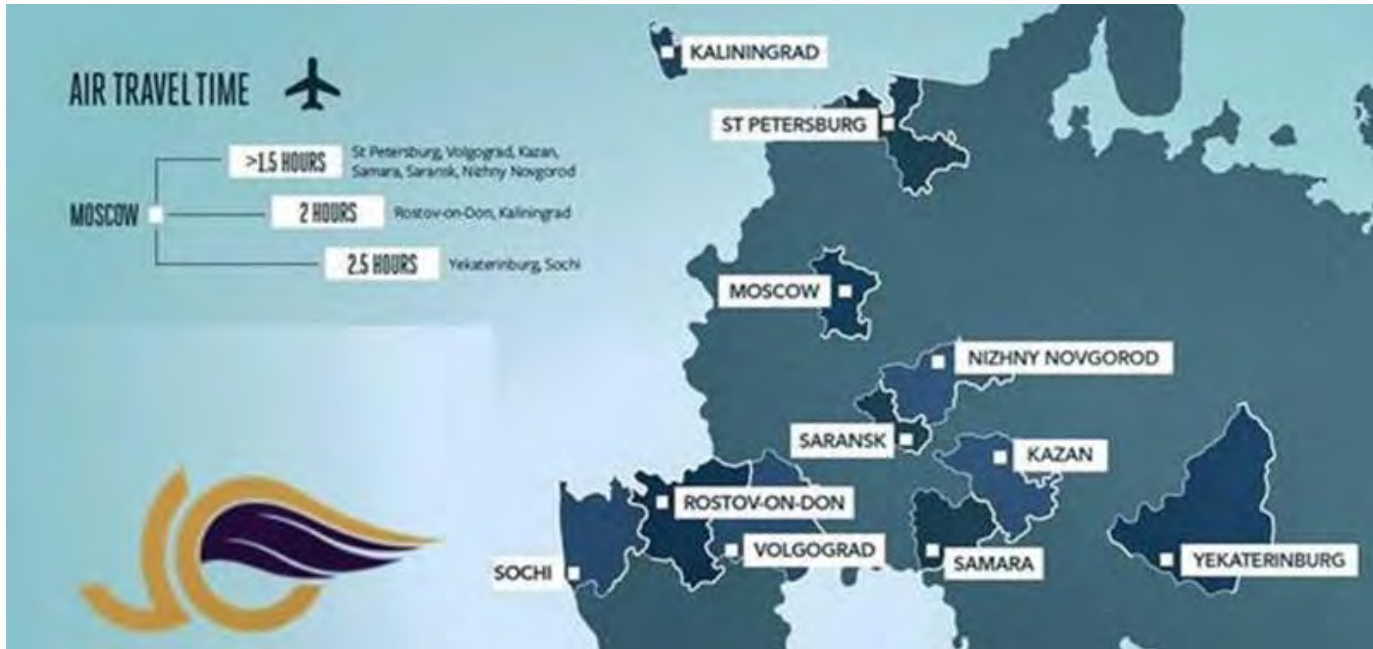 AIR TRAVEL TIME
MOSCOW
>1.5 HOURS
St Petersburg, Volgograd, Kazan,
Samara, Saransk, Nizhny Novgorod
2 HOURS
Rostov-on-Don, Kaliningrad
2.5 HOURS
Yekaterinburg, Sochi
KALININGRAD
ST PETERSBURG
MOSCOW
NIZHNY NOVGOROD
SARANSK
KAZAN
ROSTOV-ON-DON
VOLGOGRAD
SAMARA
SOCHI
YEKATERINBURG